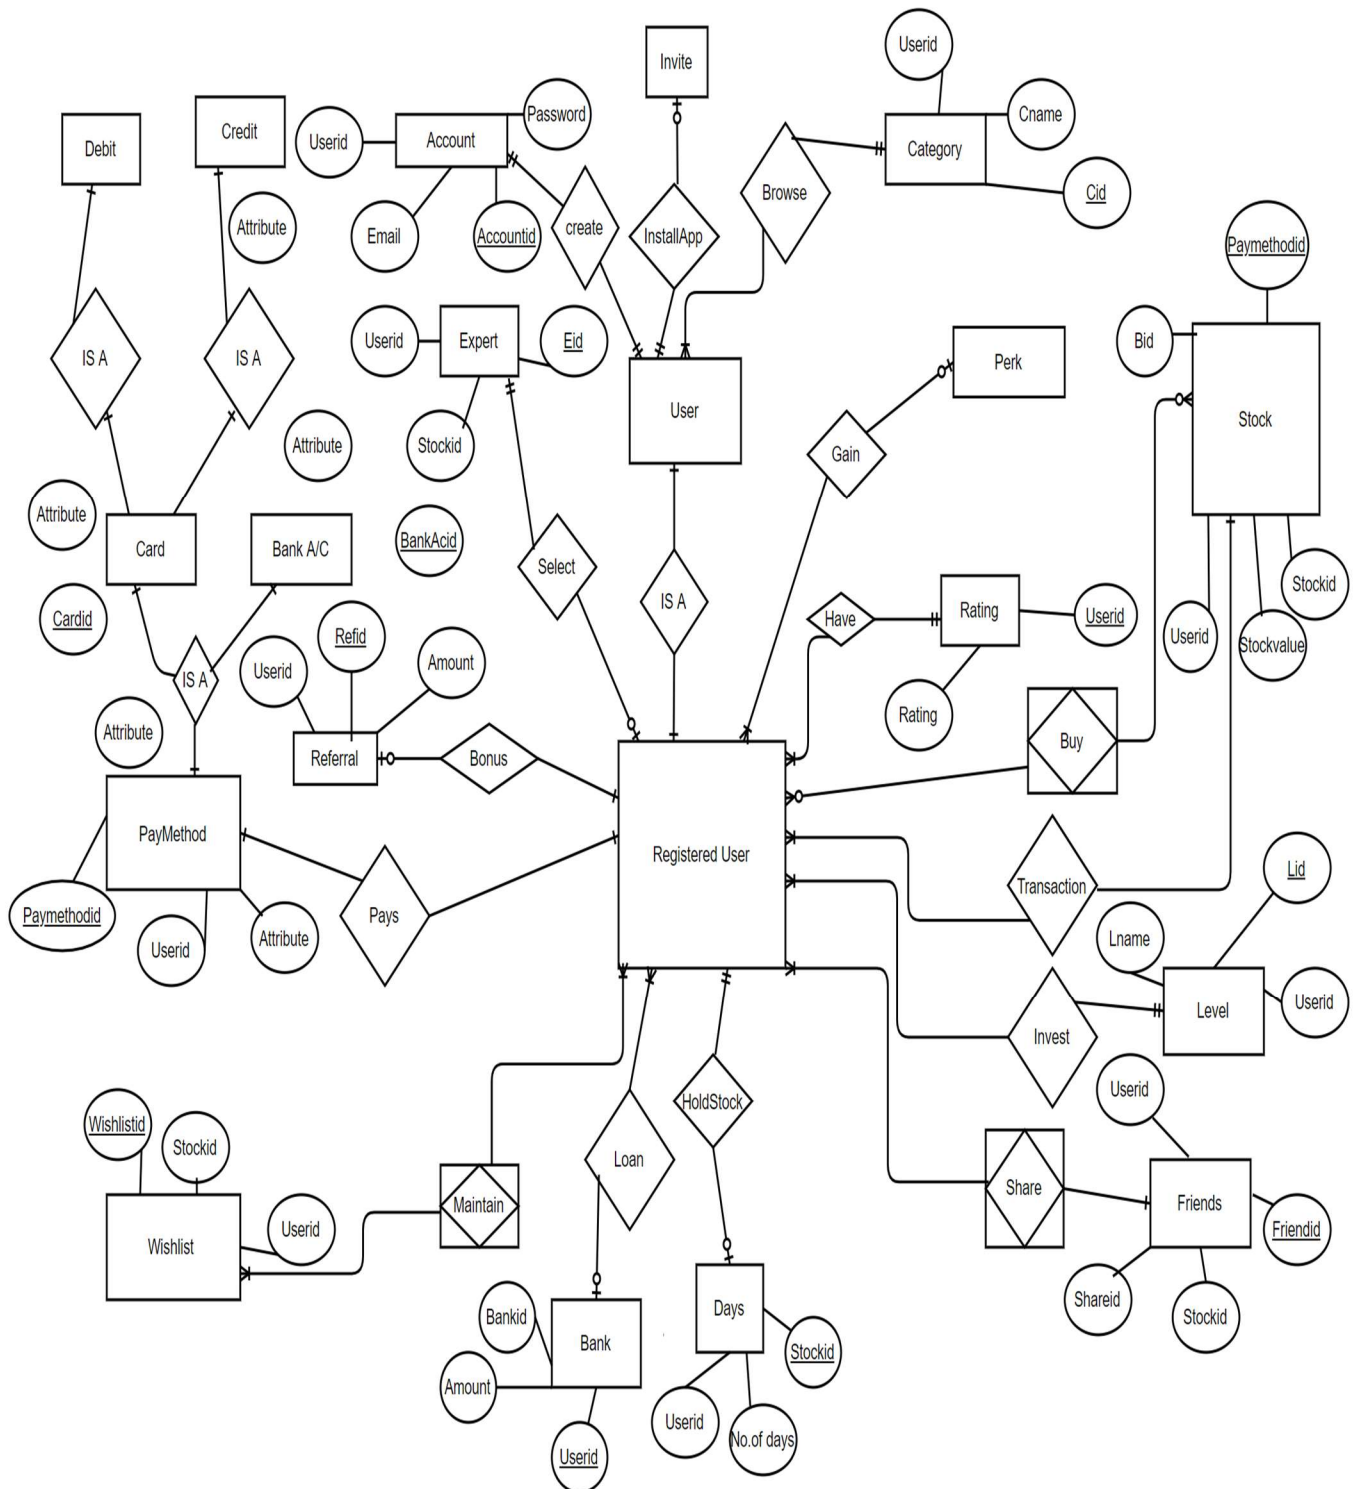 Userid
Invite
Cname
Password
Credit
Userid
Account
Debit
Category
Browse
Cid
Attribute
Email
Accountid
create
InstallApp
Paymethodid
Userid
Expert
Eid
Bid
IS A
IS A
Perk
User
Stock
Attribute
Stockid
Gain
Attribute
BankAcid
Card
Bank A/C
Select
Stockid
IS A
Rating
Userid
Cardid
Have
Refid
Userid
Stockvalue
Userid
Amount
IS A
Rating
Attribute
Buy
Referral
Bonus
PayMethod
Registered User
Lid
Transaction
Paymethodid
Pays
Attribute
Lname
Userid
Userid
Level
Invest
Userid
HoldStock
Wishlistid
Stockid
Loan
Share
Maintain
Friends
Userid
Friendid
Wishlist
Shareid
Days
Bankid
Stockid
Bank
Stockid
Amount
Userid
No.of days
Userid